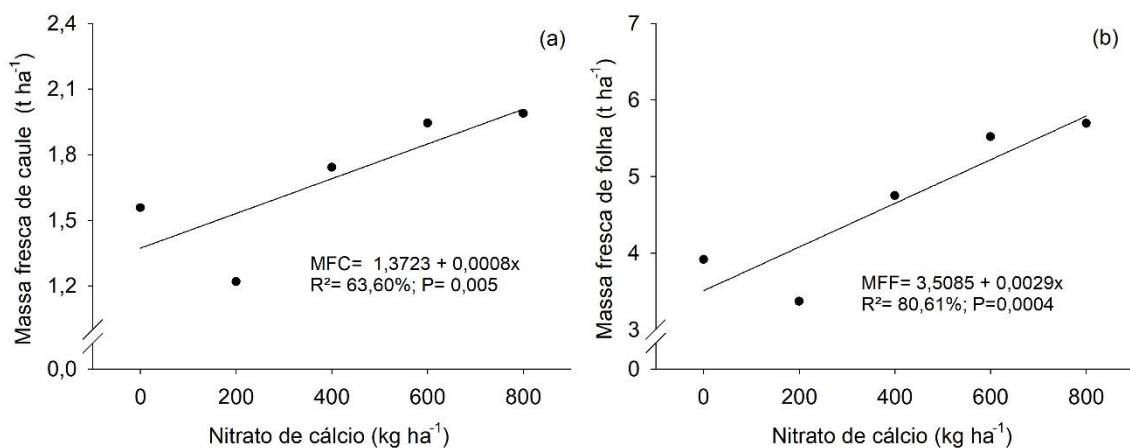 (a)
Massa fresca de caule (t ha⁻¹)
2,4
2,1
1,8
1,5
1,2
0,0
MFC= 1,3723 + 0,0008x
R²= 63,60%; P= 0,005
0 200 400 600 800
Nitrato de cálcio (kg ha⁻¹)
(b)
Massa fresca de folha (t ha⁻¹)
7
6
5
4
3
0
MFF= 3,5085 + 0,0029x
R²= 80,61%; P=0,0004
0 200 400 600 800
Nitrato de cálcio (kg ha⁻¹)